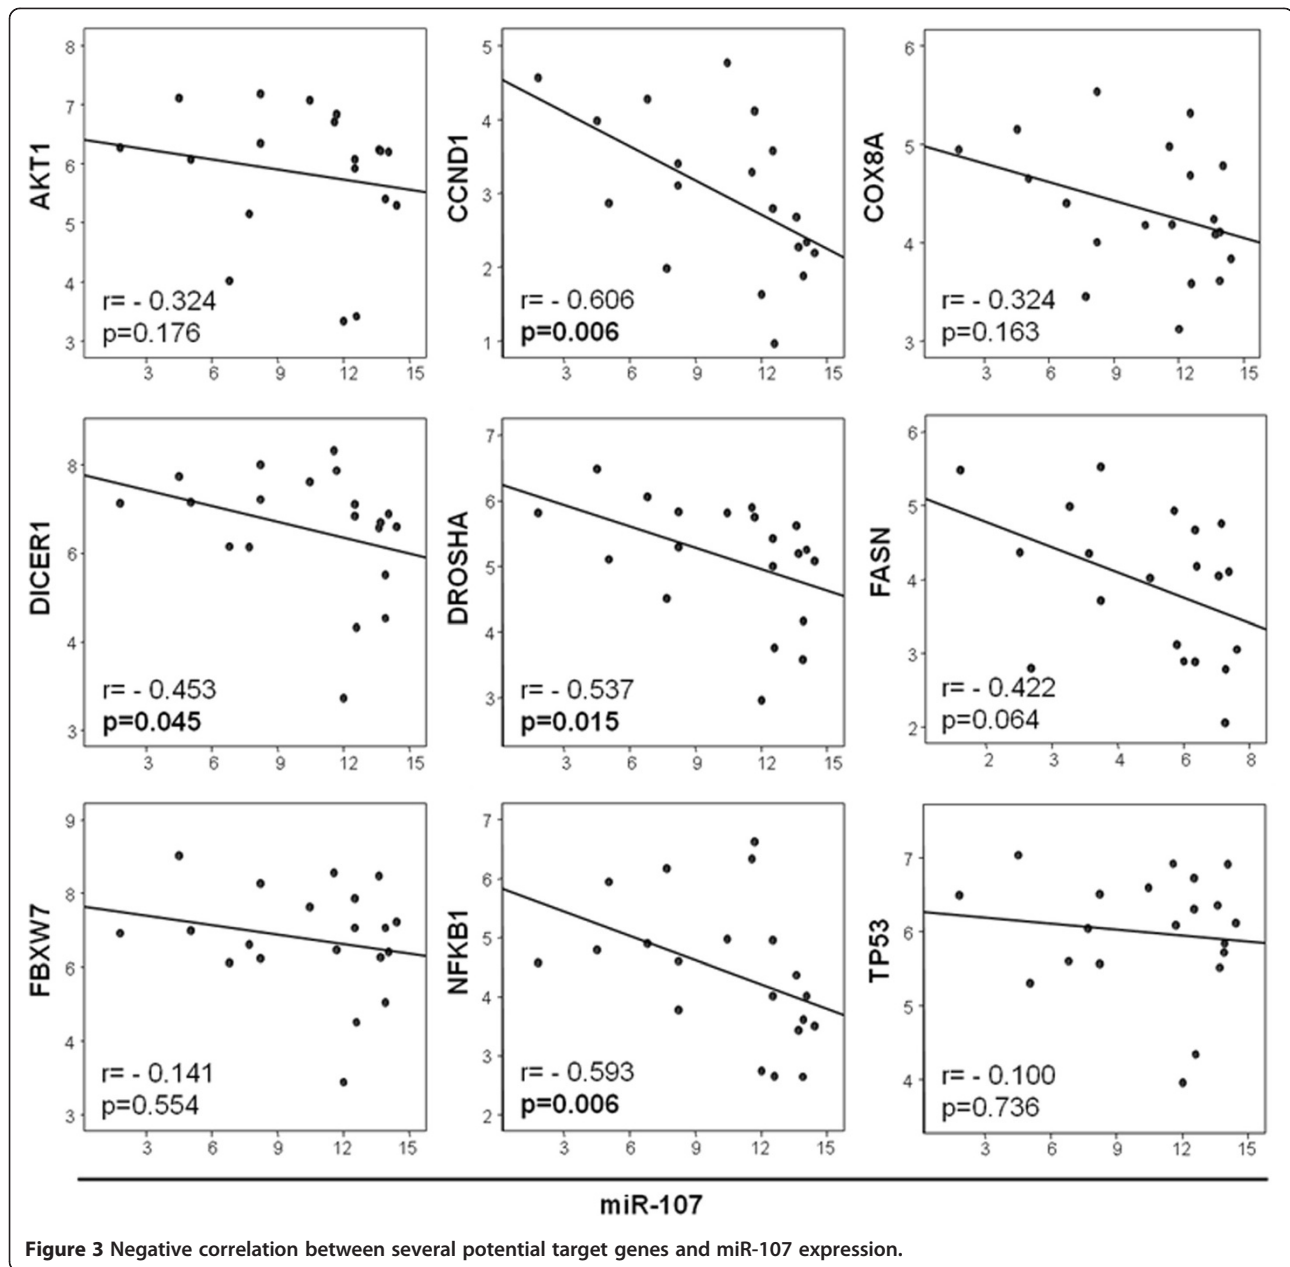 8
7
6
5
4
3
AKT1
r= - 0.324
p=0.176
3 6 9 12 15
5
4
3
2
1
CCND1
r= - 0.606
p=0.006
3 6 9 12 15
6
5
4
3
COX8A
r= - 0.324
p=0.163
3 6 9 12 15
8
6
4
3
DICER1
r= - 0.453
p=0.045
3 6 9 12 15
7
6
5
4
3
DROSHA
r= - 0.537
p=0.015
3 6 9 12 15
6
5
4
3
2
FASN
r= - 0.422
p=0.064
2 3 4 6 8
9
8
6
4
3
FBXW7
r= - 0.141
p=0.554
3 6 9 12 15
7
6
5
4
3
2
NFKB1
r= - 0.593
p=0.006
3 6 9 12 15
7
6
5
4
TP53
r= - 0.100
p=0.736
3 6 9 12 15
miR-107
Figure 3 Negative correlation between several potential target genes and miR-107 expression.